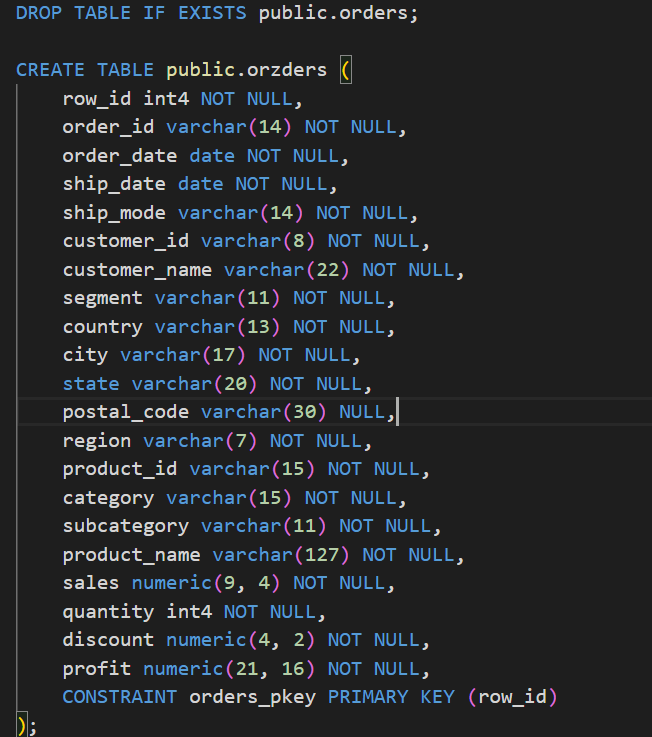 DROP TABLE IF EXISTS public.orders;
CREATE TABLE public.orzders (
row_id int4 NOT NULL,
order_id varchar(14) NOT NULL,
order_date date NOT NULL,
ship_date date NOT NULL,
ship_mode varchar(14) NOT NULL,
customer_id varchar(8) NOT NULL,
customer_name varchar(22) NOT NULL,
segment varchar(11) NOT NULL,
country varchar(13) NOT NULL,
city varchar(17) NOT NULL,
state varchar(20) NOT NULL,
postal_code varchar(30) NULL,
region varchar(7) NOT NULL,
product_id varchar(15) NOT NULL,
category varchar(15) NOT NULL,
subcategory varchar(11) NOT NULL,
product_name varchar(127) NOT NULL,
sales numeric(9, 4) NOT NULL,
quantity int4 NOT NULL,
discount numeric(4, 2) NOT NULL,
profit numeric(21, 16) NOT NULL,
CONSTRAINT orders_pkey PRIMARY KEY (row_id)
);